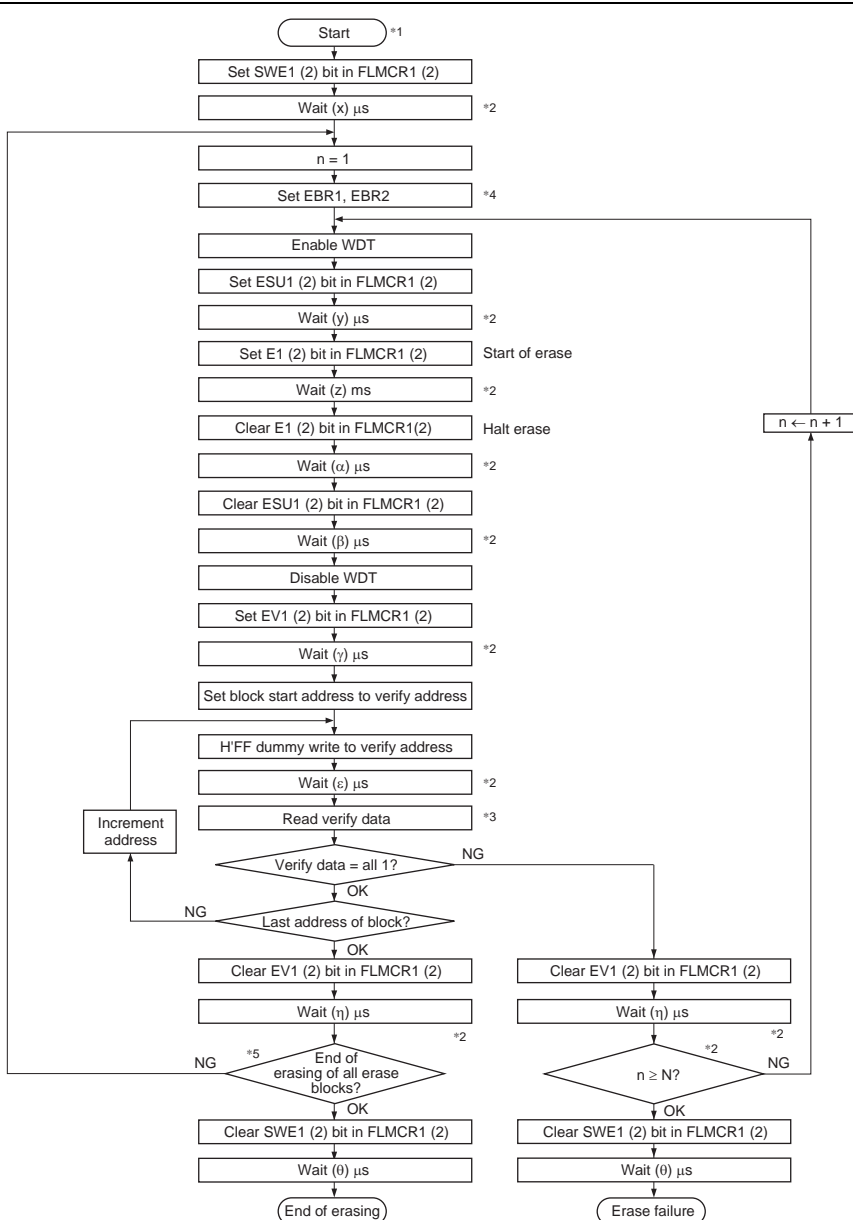 Start *1
Set SWE1 (2) bit in FLMCR1 (2)
Wait (x) μs *2
n = 1
Set EBR1, EBR2 *4
Enable WDT
Set ESU1 (2) bit in FLMCR1 (2)
Wait (y) μs *2
Set E1 (2) bit in FLMCR1 (2) Start of erase
Wait (z) ms *2
n ← n + 1
Clear E1 (2) bit in FLMCR1(2) Halt erase
Wait (α) μs *2
Clear ESU1 (2) bit in FLMCR1 (2)
Wait (β) μs *2
Disable WDT
Set EV1 (2) bit in FLMCR1 (2)
Wait (γ) μs *2
Set block start address to verify address
H'FF dummy write to verify address
Wait (ε) μs *2
Increment
address
Read verify data *3
Verify data = all 1? NG
OK
NG Last address of block?
OK
Clear EV1 (2) bit in FLMCR1 (2)
Clear EV1 (2) bit in FLMCR1 (2)
Wait (η) μs
*2
Wait (η) μs
*2
NG *5
End of
erasing of all erase
blocks?
*2
n ≥ N? NG
OK
OK
Clear SWE1 (2) bit in FLMCR1 (2)
Clear SWE1 (2) bit in FLMCR1 (2)
Wait (θ) μs
Wait (θ) μs
End of erasing
Erase failure